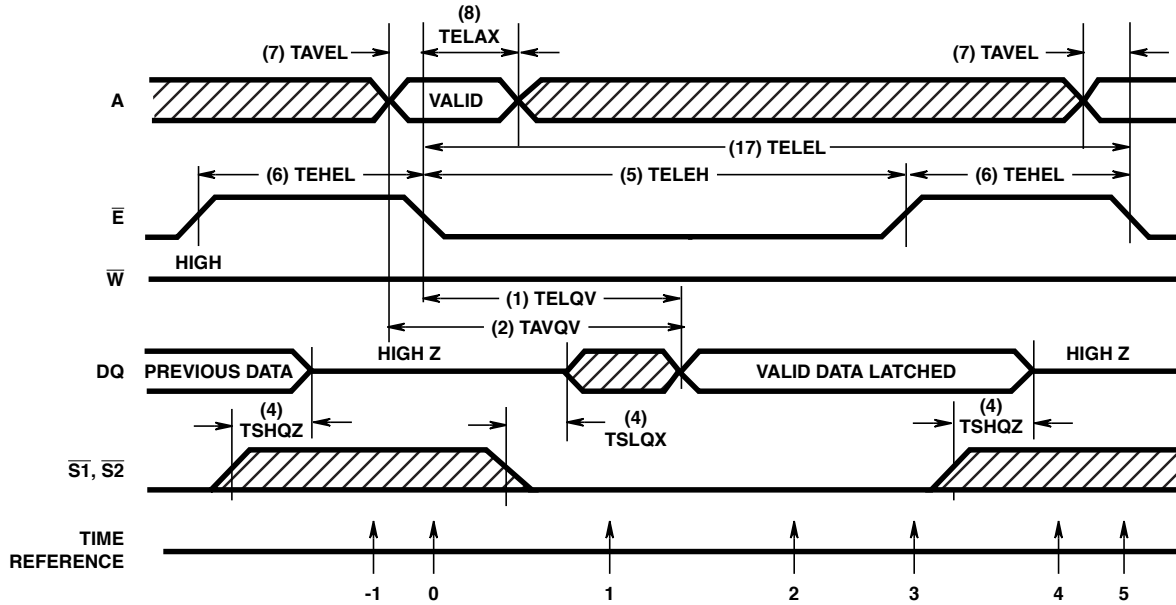 (8)
(7) TAVEL TELAX (7) TAVEL
A VALID
(17) TELEL
(6) TEHEL (5) TELEH (6) TEHEL
E
HIGH
W
(1) TELQV
(2) TAVQV
HIGH Z HIGH Z
DQ PREVIOUS DATA VALID DATA LATCHED
(4) (4) (4)
TSHQZ TSLQX TSHQZ
S1, S2
TIME
REFERENCE
-1 0 1 2 3 4 5